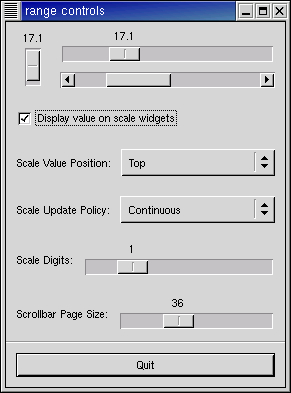 range controls
17.1
17.1
Display value on scale widgets
Scale Value Position: Top
Scale Update Policy: Continuous
1
Scale Digits:
36
Scrollbar Page Size:
Quit